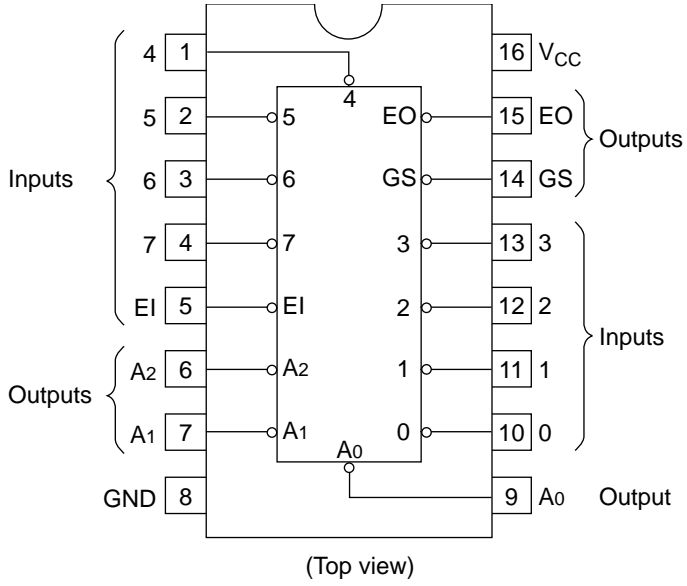 4 1 16 VCC
4
5 2 5 EO 15 EO
Outputs
Inputs 6 3 6 GS 14 GS
7 4 7 3 13 3
EI 5 EI 2 12 2
Inputs
A2 6 A2 1 11 1
Outputs
A1 7 A1 0 10 0
A0
GND 8 9 A0 Output
(Top view)